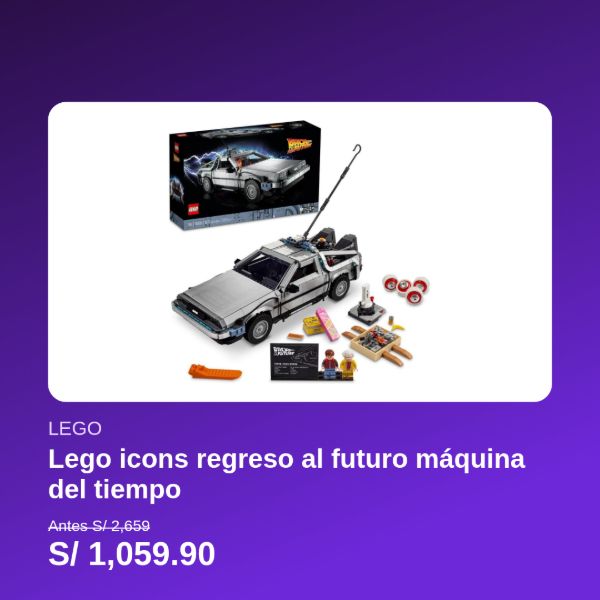 LEGO
Lego icons regreso al futuro máquina
del tiempo
Antes S/ 2,659
S/ 1,059.90